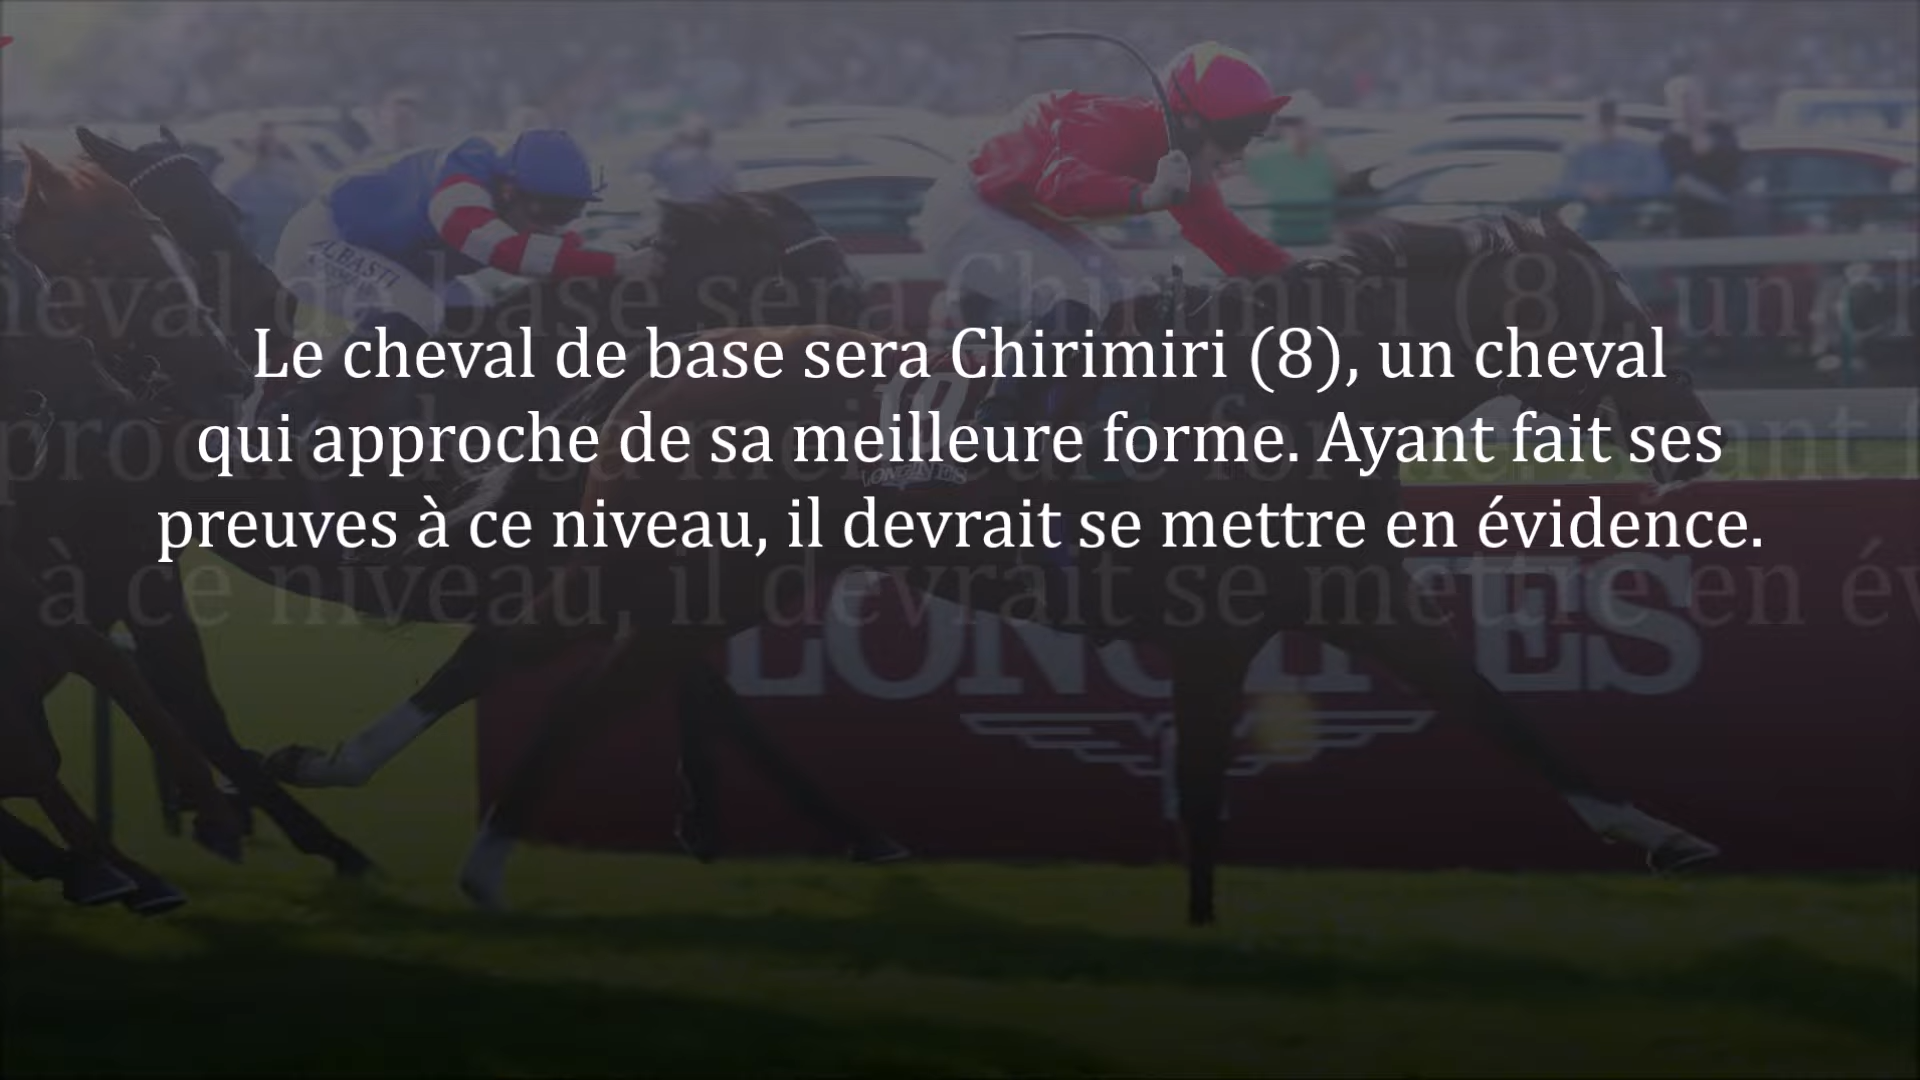 Le cheval de base sera Chirimiri (8), un cheval
qui approche de sa meilleure forme. Ayant fait ses
preuves à ce niveau, il devrait se mettre en évidence.
LONGINES